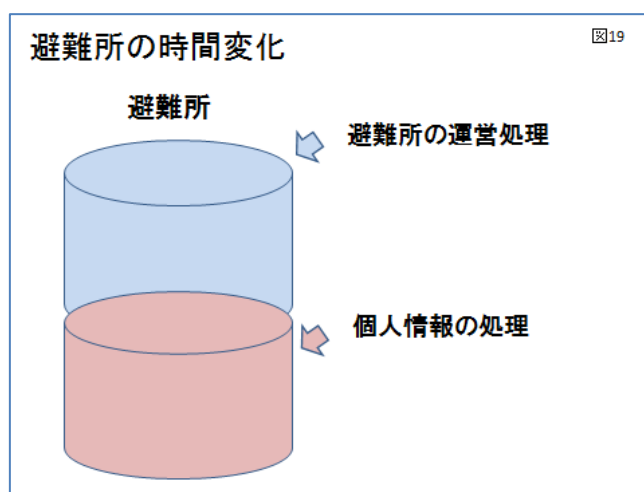 避難所の時間変化
図19
避難所
避難所の運営処理
個人情報の処理